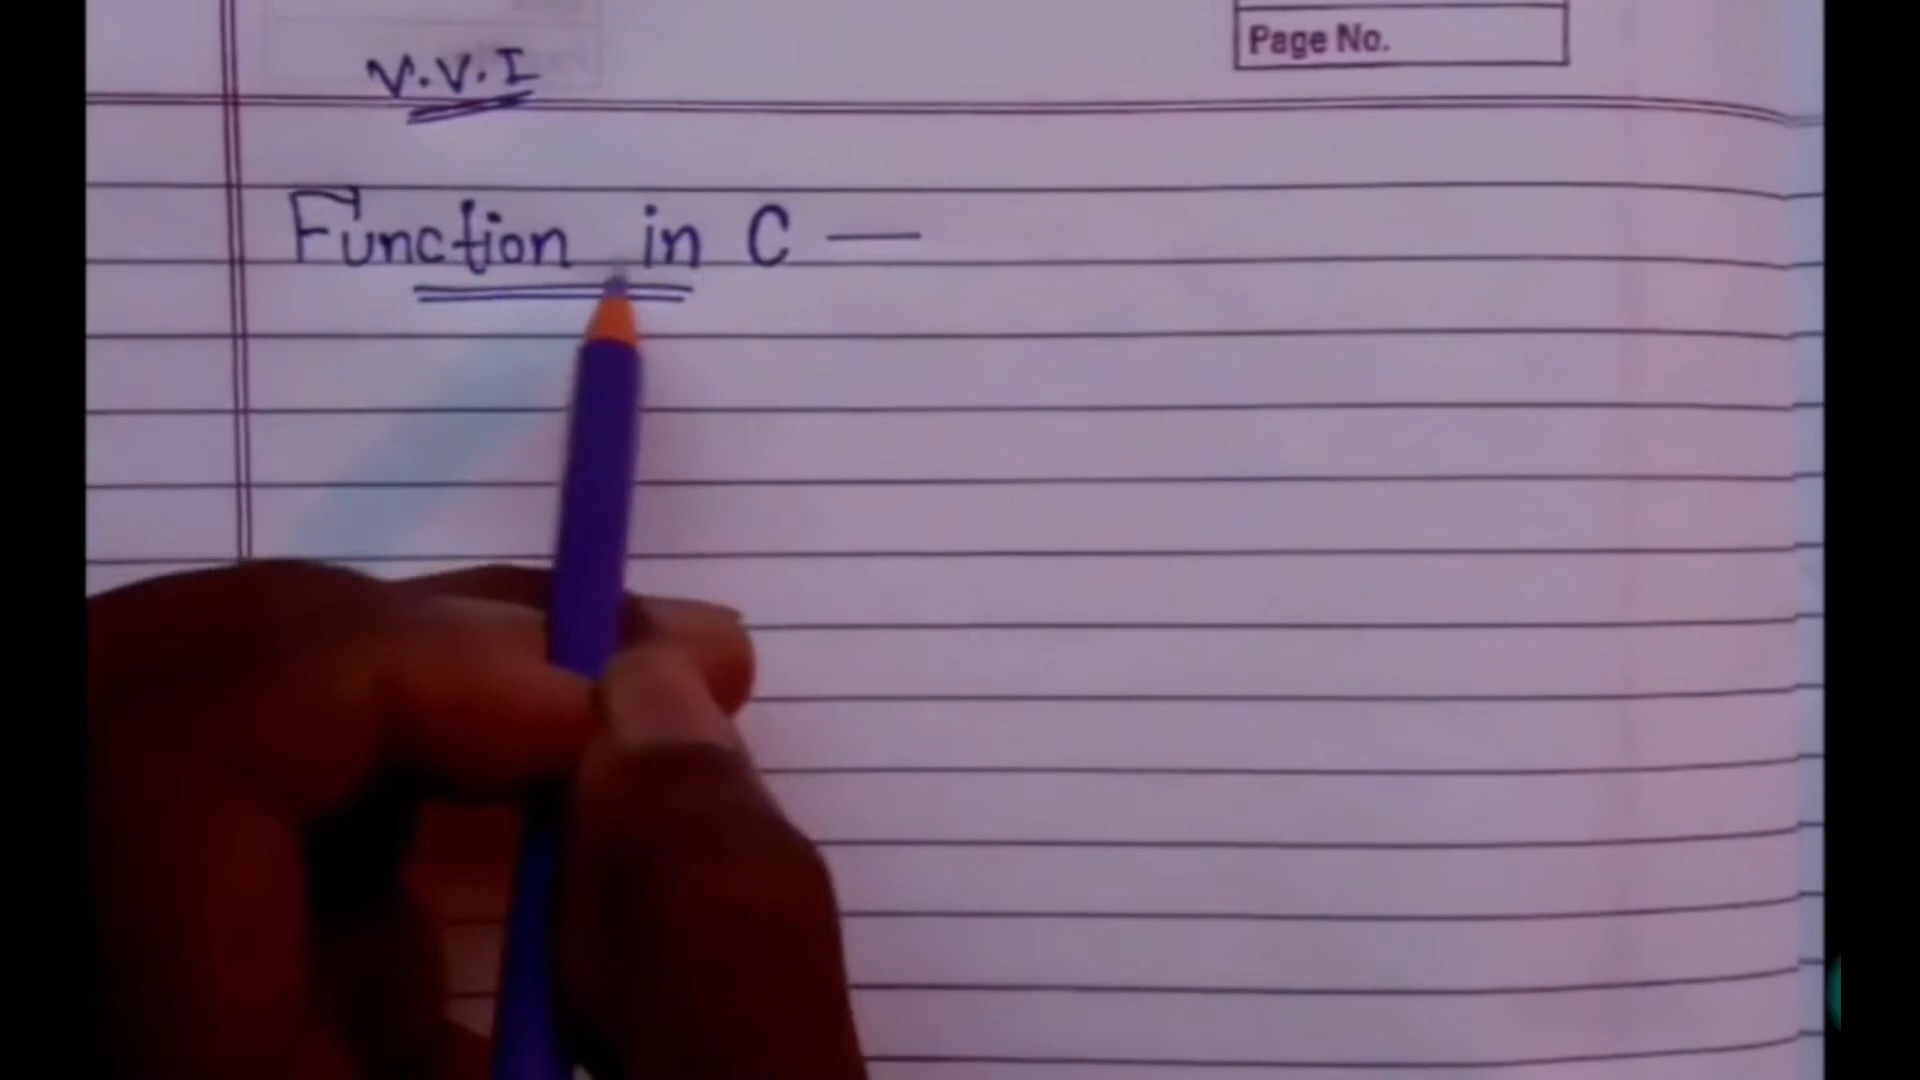 Page No.
V.V.I
Function in C —